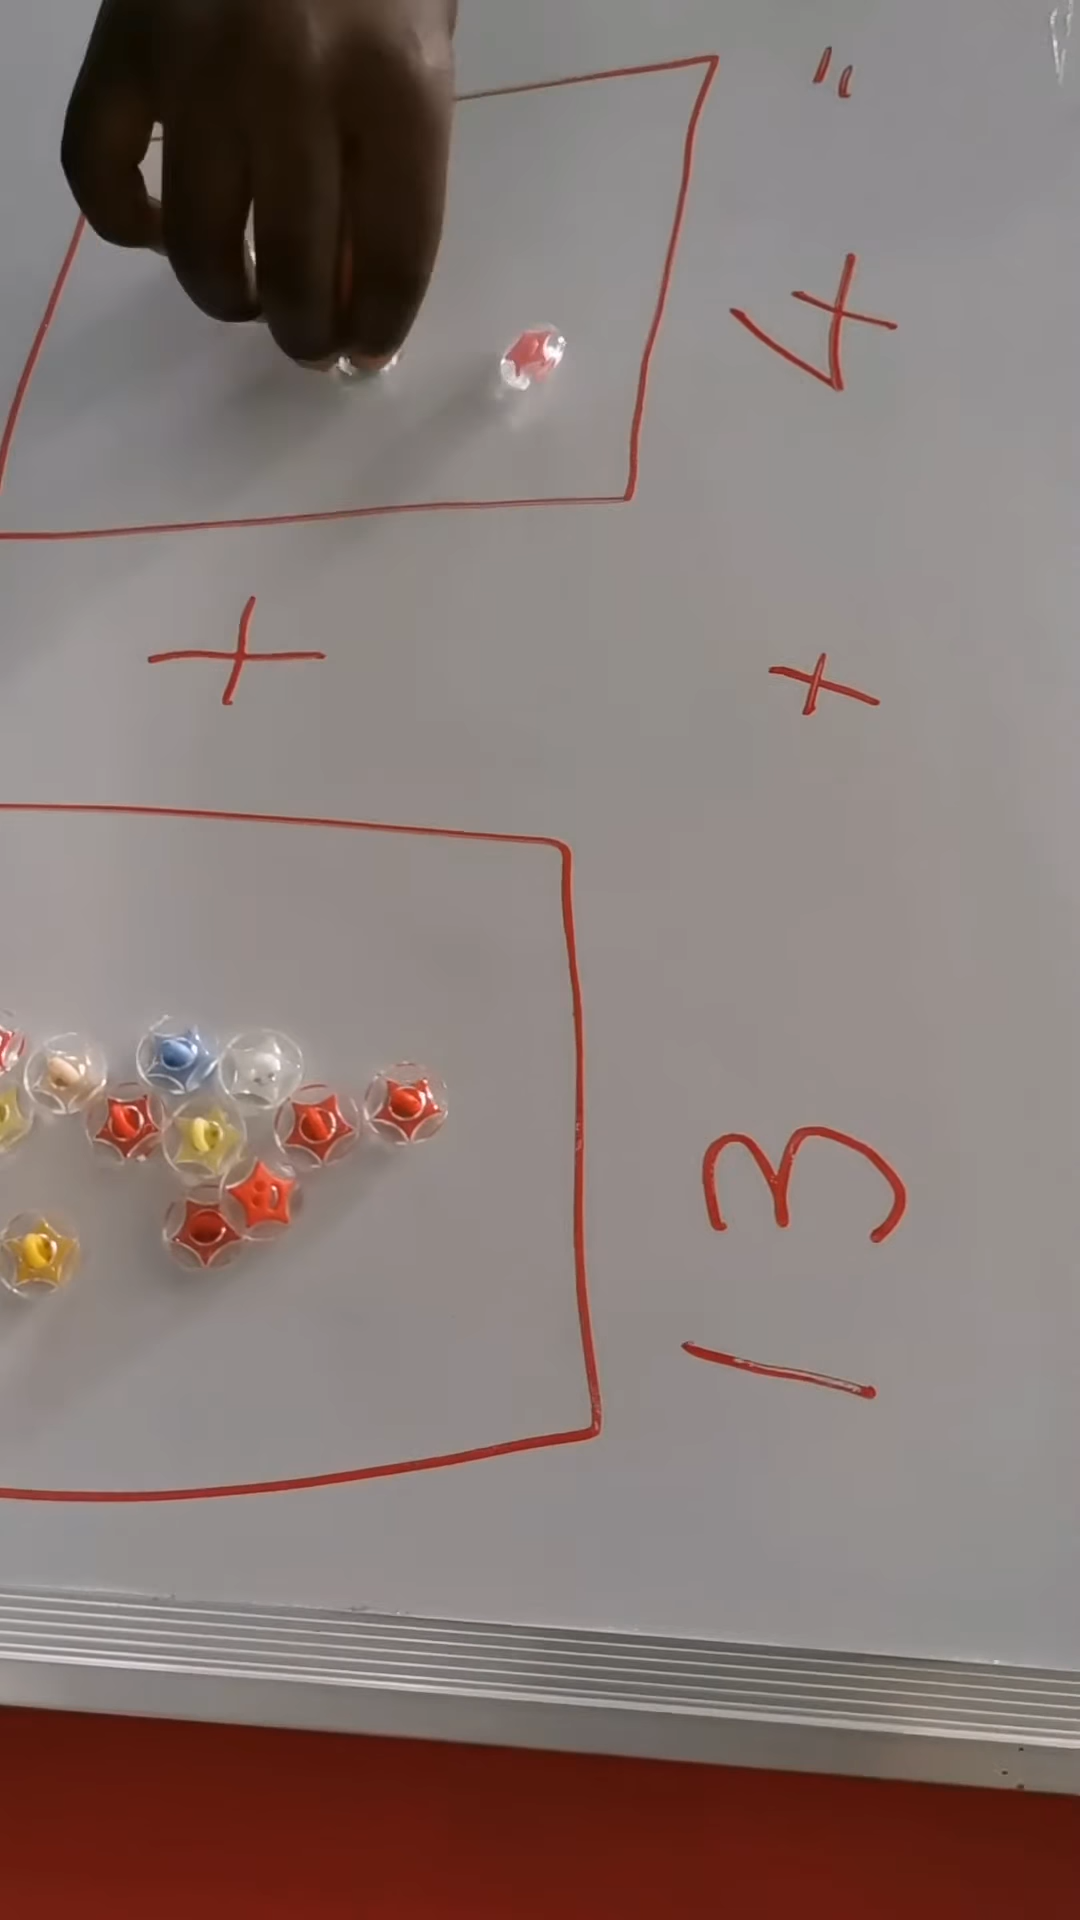 13 + 4 =
+